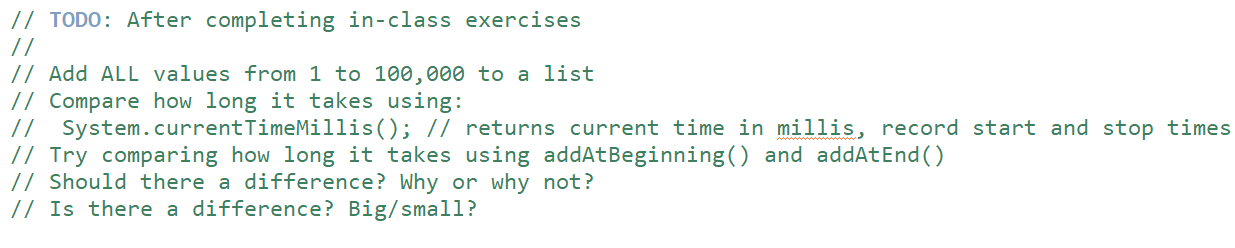 // TODO: After completing in-class exercises
//
// Add ALL values from 1 to 100,000 to a list
// Compare how long it takes using:
//  System.currentTimeMillis(); // returns current time in millis, record start and stop times
// Try comparing how long it takes using addAtBeginning() and addAtEnd()
// Should there a difference? Why or why not?
// Is there a difference? Big/small?